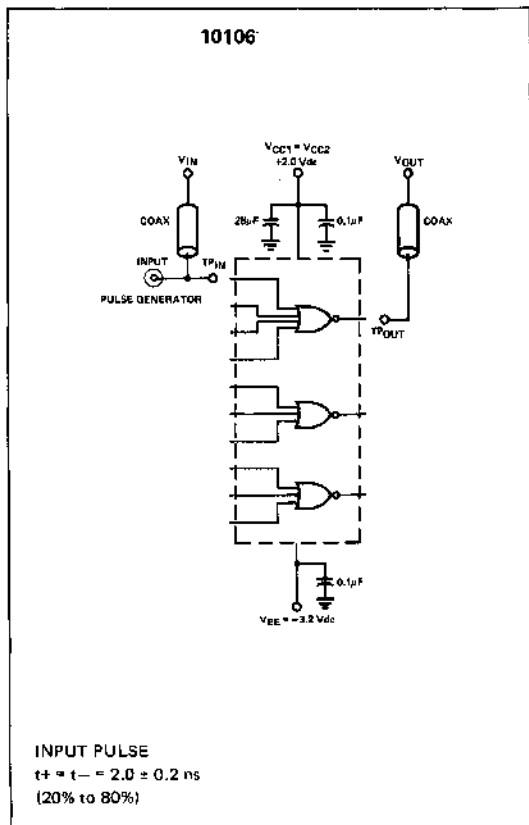 10106
VCC1 = VCC2
+2.0 Vdc
VIN
VOUT
COAX
25µF
0.1µF
COAX
INPUT
TPIN
PULSE GENERATOR
TPOUT
0.1µF
VEE = -3.2 Vdc
INPUT PULSE
t+ = t- = 2.0 ± 0.2 ns
(20% to 80%)